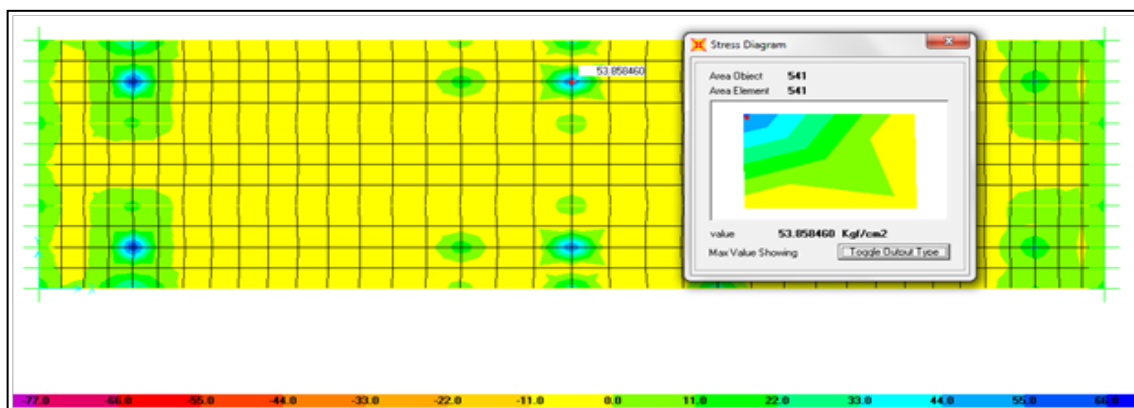 Stress Diagram
53.858460
Area Object 541
Area Element 541
value 53.858460 Kgf/cm2
Max Value Showing Toggle Output Type
X
-77.0 -66.0 -55.0 -44.0 -33.0 -22.0 -11.0 0.0 11.0 22.0 33.0 44.0 55.0 66.0